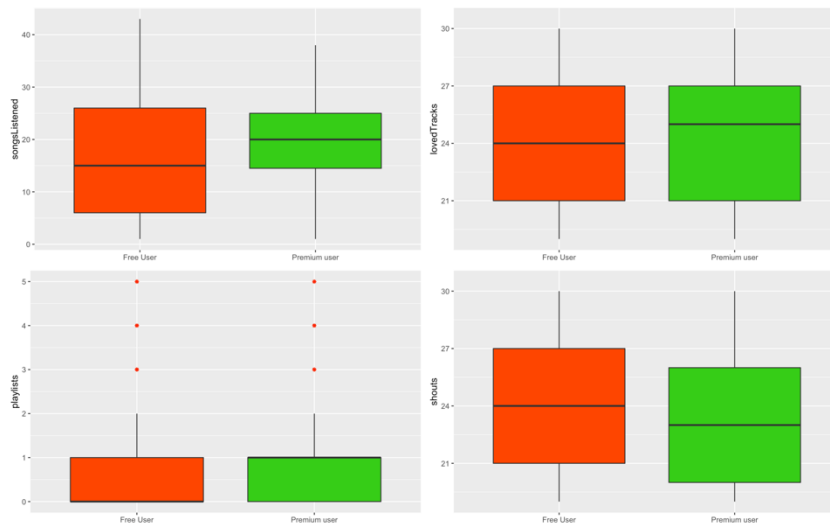 songsListened
40
30
20
10
0
Free User
Premium user
lovedTracks
30
27
24
21
Free User
Premium user
playlists
5
4
3
2
1
0
Free User
Premium user
shouts
30
27
24
21
Free User
Premium user